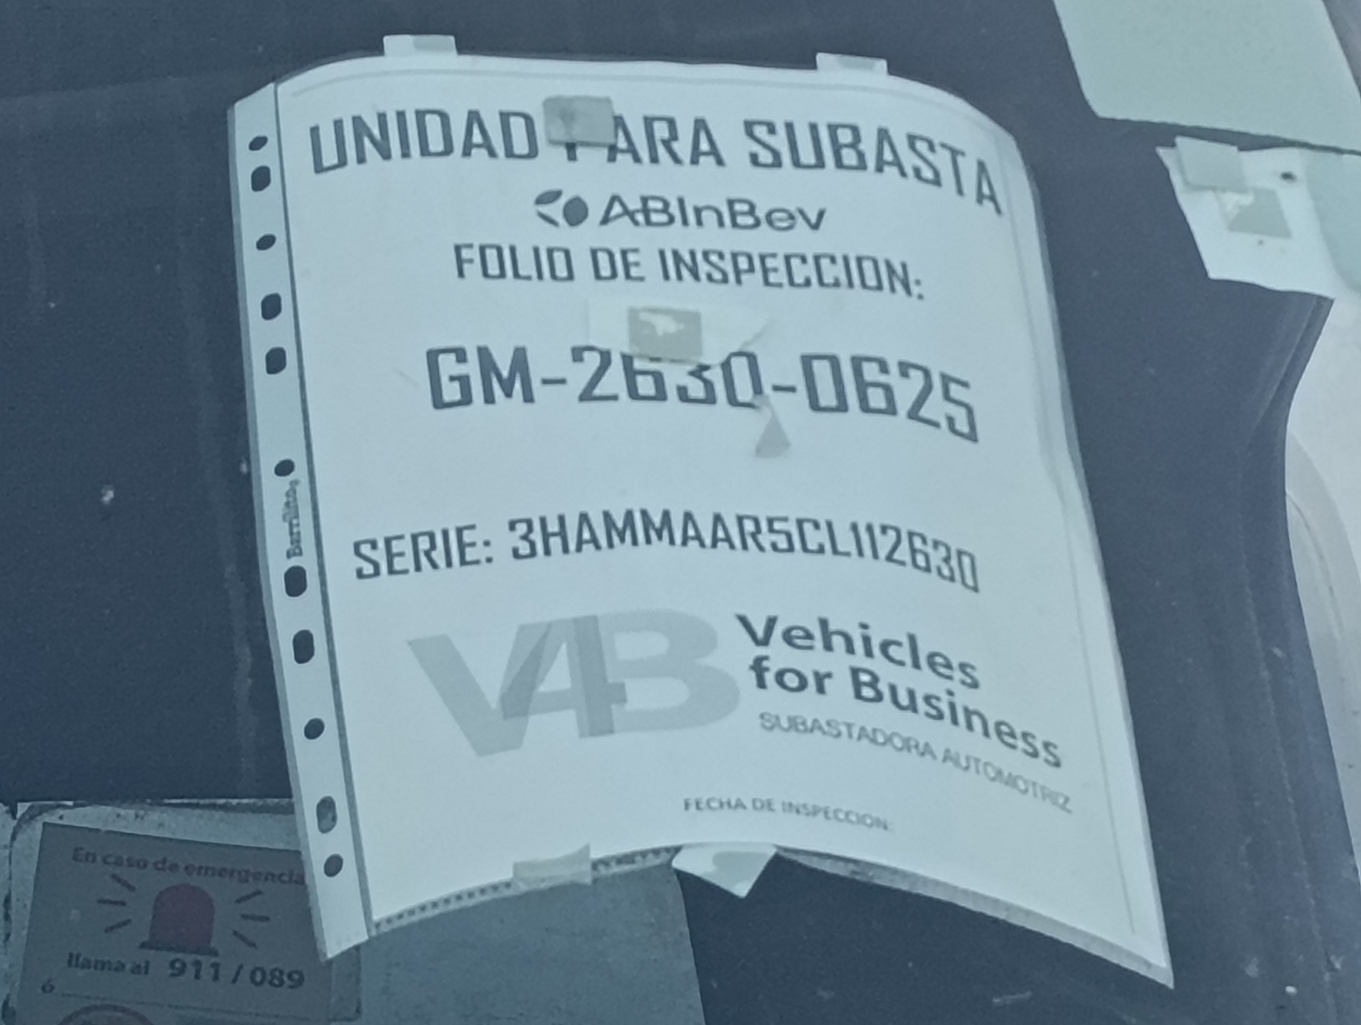 UNIDAD PARA SUBASTA
ABInBev
FOLIO DE INSPECCION:
GM-2630-0625
SERIE: 3HAMMAAR5CL112630
Barrilito
V4B Vehicles
for Business
SUBASTADORA AUTOMOTRIZ
FECHA DE INSPECCION:
En caso de emergencia
llama al 911 / 089
ó